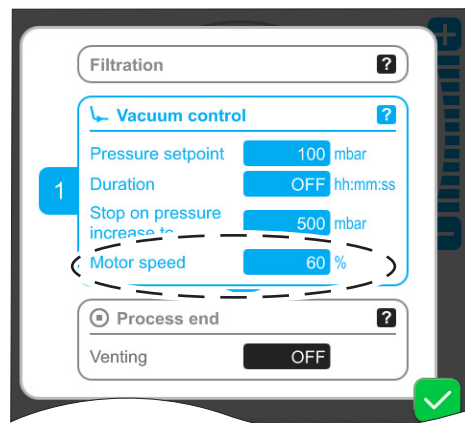 Filtration ?
Vacuum control ?
Pressure setpoint 100 mbar
1 Duration OFF hh:mm:ss
Stop on pressure
increase to 500 mbar
Motor speed 60 %
Process end ?
Venting OFF